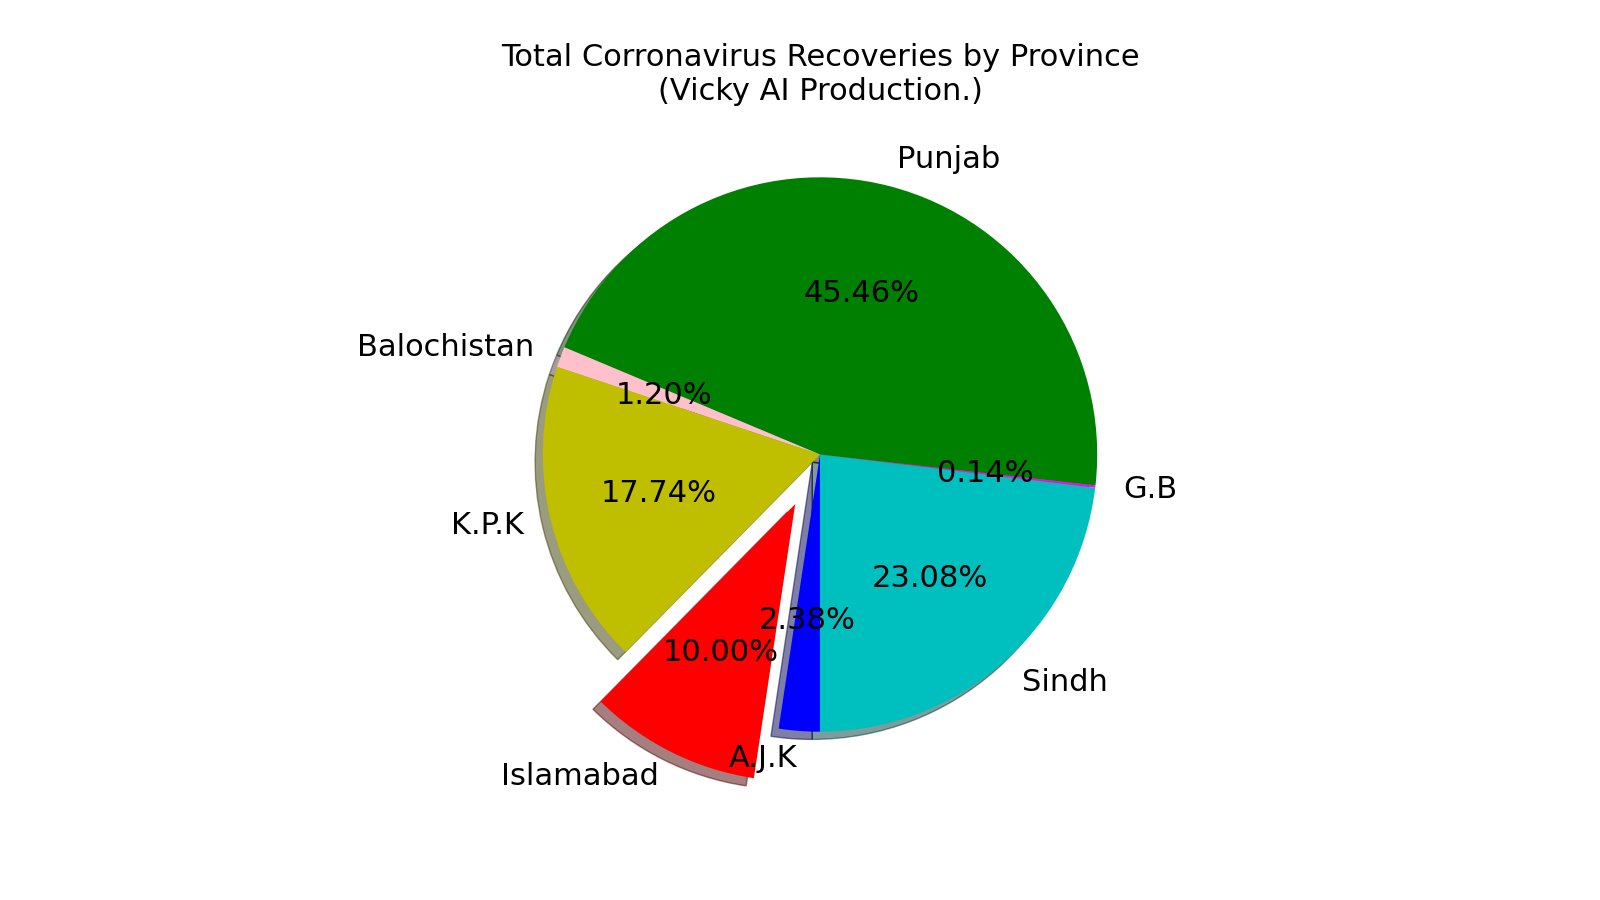 Total Corronavirus Recoveries by Province
(Vicky AI Production.)
Punjab
45.46%
Balochistan
1.20%
K.P.K
17.74%
0.14%
G.B
23.08%
2.38%
10.00%
Sindh
A.J.K
Islamabad